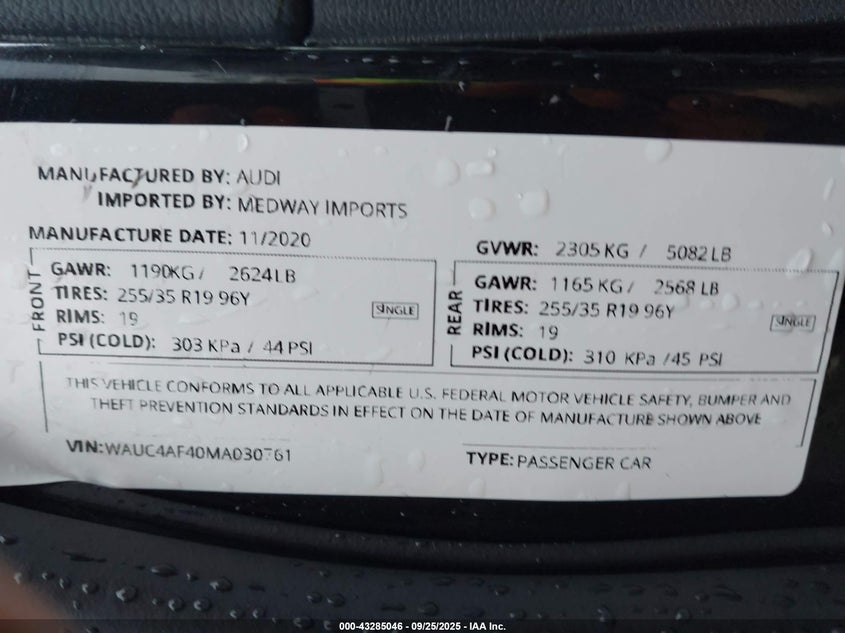 MANUFACTURED BY: AUDI
IMPORTED BY: MEDWAY IMPORTS
MANUFACTURE DATE: 11/2020
GVWR: 2305 KG / 5082 LB
FRONT
GAWR: 1190KG / 2624 LB
TIRES: 255/35 R19 96Y
RIMS: 19
SINGLE
PSI (COLD): 303 KPa / 44 PSI
REAR
GAWR: 1165 KG / 2568 LB
TIRES: 255/35 R19 96Y
RIMS: 19
SINGLE
PSI (COLD): 310 KPa /45 PSI
THIS VEHICLE CONFORMS TO ALL APPLICABLE U.S. FEDERAL MOTOR VEHICLE SAFETY, BUMPER AND
THEFT PREVENTION STANDARDS IN EFFECT ON THE DATE OF MANUFACTURE SHOWN ABOVE
VIN: WAUC4AF40MA030761
TYPE: PASSENGER CAR
000-43285046 - 09/25/2025 - IAA Inc.